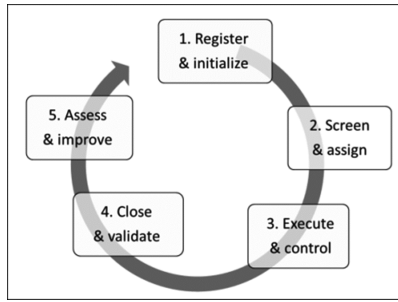 1. Register
& initialize
2. Screen
& assign
3. Execute
& control
4. Close
& validate
5. Assess
& improve